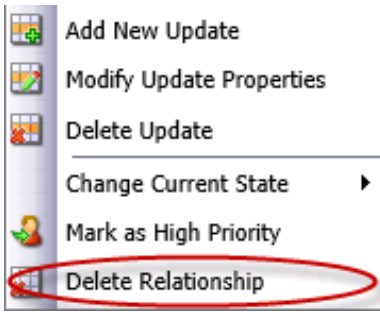 Add New Update
Modify Update Properties
Delete Update
Change Current State
Mark as High Priority
Delete Relationship